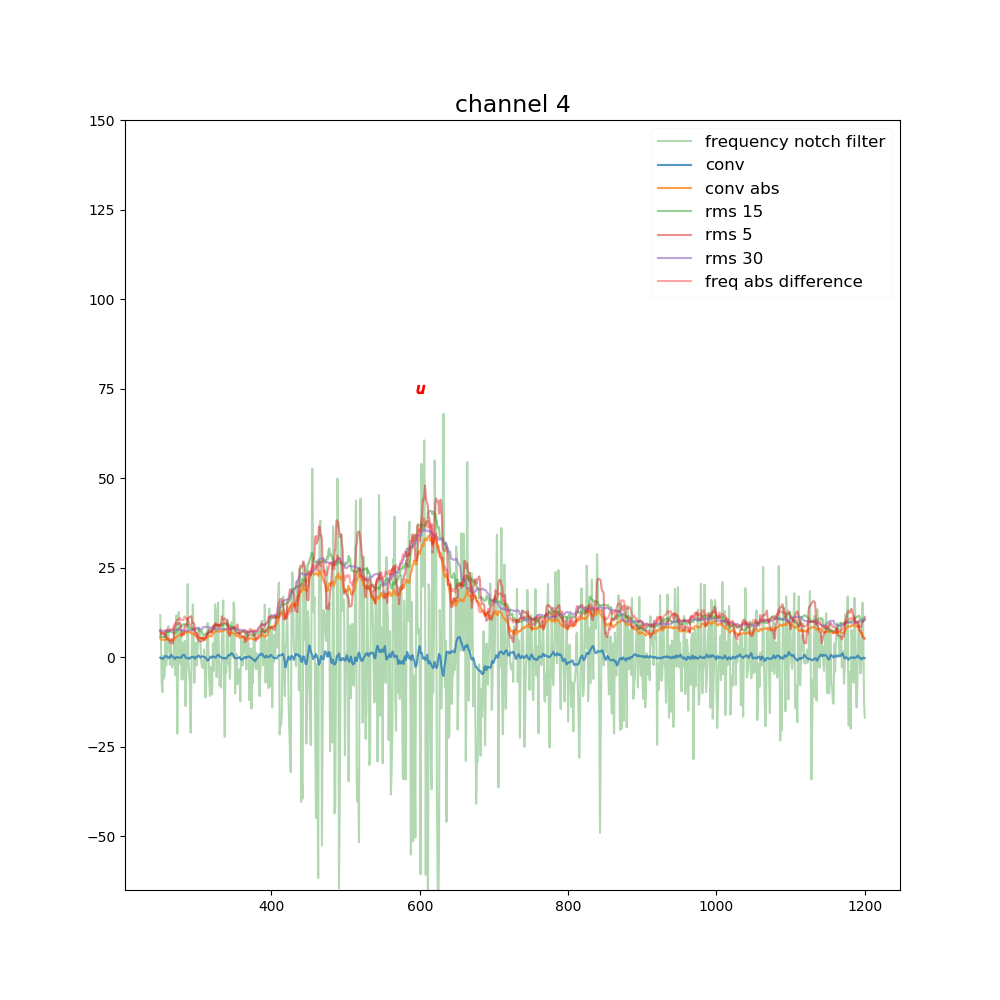 channel 4
150
125
100
75
50
25
0
−25
−50
400 600 800 1000 1200
frequency notch filter
conv
conv abs
rms 15
rms 5
rms 30
freq abs difference
u